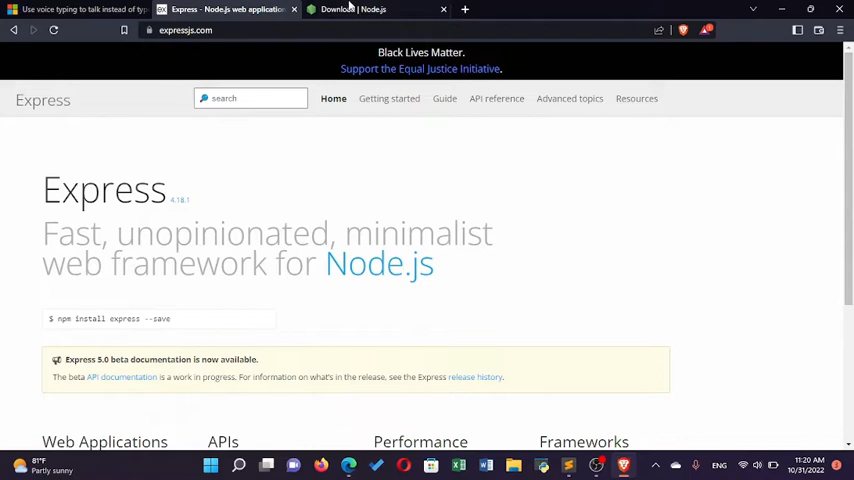 Use voice typing to talk instead of typ
Express - Node.js web application
Download | Node.js
expressjs.com
Black Lives Matter.
Support the Equal Justice Initiative.
Express
search
Home
Getting started
Guide
API reference
Advanced topics
Resources
Express 4.18.1
Fast, unopinionated, minimalist
web framework for Node.js
$ npm install express --save
Express 5.0 beta documentation is now available.
The beta API documentation is a work in progress. For information on what's in the release, see the Express release history.
Web Applications
APIs
Performance
Frameworks
81°F
Partly sunny
ENG
11:20 AM
10/31/2022